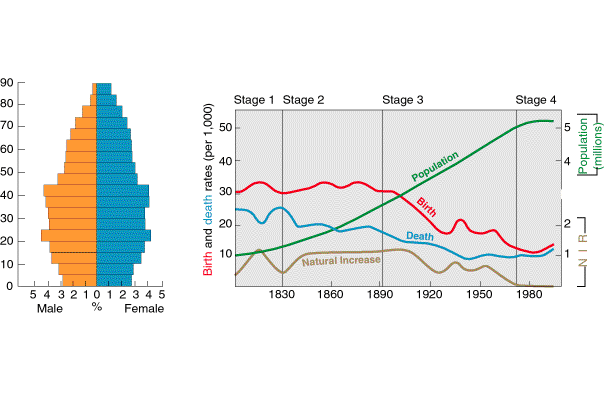 90
80
70
60
50
40
30
20
10
0
5 4 3 2 1 0 1 2 3 4 5
Male % Female
Stage 1 Stage 2 Stage 3 Stage 4
Birth and death rates (per 1,000)
50
40
30
20
10
Population
Birth
Death
Natural Increase
1830 1860 1890 1920 1950 1980
5
4
2
1
Population
(millions)
N I R